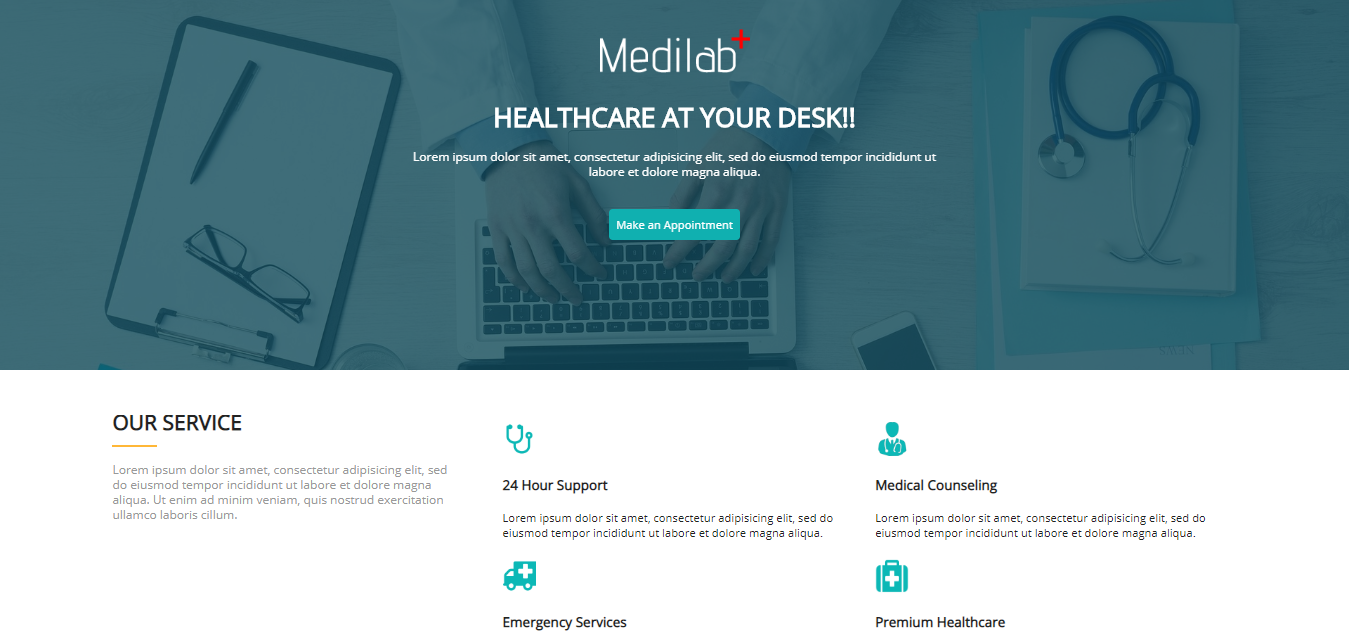 Medilab
HEALTHCARE AT YOUR DESK!!
Lorem ipsum dolor sit amet, consectetur adipisicing elit, sed do eiusmod tempor incididunt ut
labore et dolore magna aliqua.
Make an Appointment
OUR SERVICE
Lorem ipsum dolor sit amet, consectetur adipisicing elit, sed
do eiusmod tempor incididunt ut labore et dolore magna
aliqua. Ut enim ad minim veniam, quis nostrud exercitation
ullamco laboris cillum.
24 Hour Support
Lorem ipsum dolor sit amet, consectetur adipisicing elit, sed do
eiusmod tempor incididunt ut labore et dolore magna aliqua.
Medical Counseling
Lorem ipsum dolor sit amet, consectetur adipisicing elit, sed do
eiusmod tempor incididunt ut labore et dolore magna aliqua.
Emergency Services
Premium Healthcare